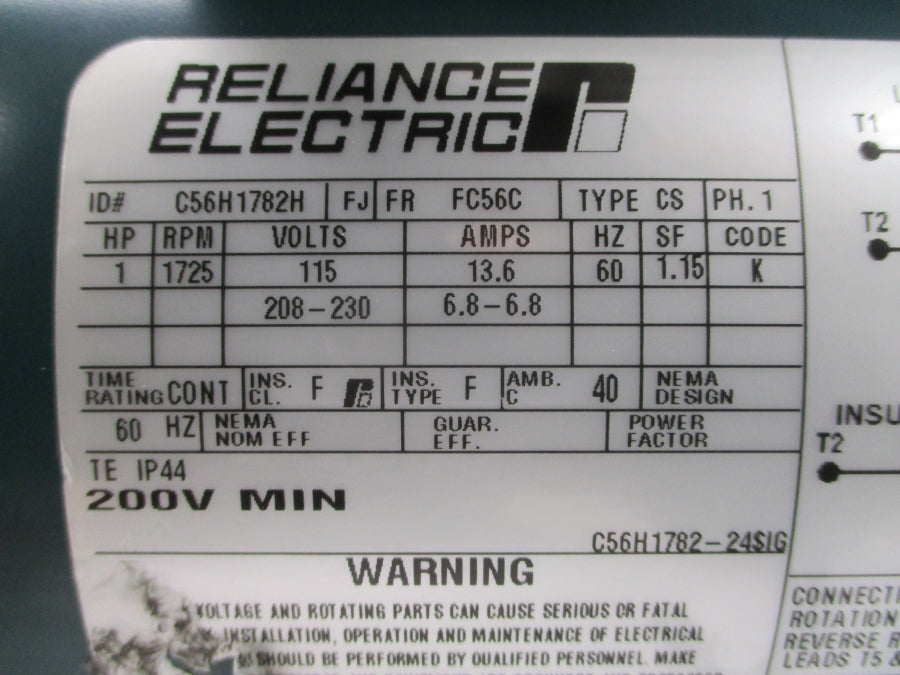 RELIANCE
ELECTRIC
ID# C56H1782H FJ FR FC56C TYPE CS PH. 1
HP RPM VOLTS AMPS HZ SF CODE
1 1725 115 13.6 60 1.15 K
208-230 6.8-6.8
TIME RATING CONT INS. CL. F INS. TYPE F AMB. C 40 NEMA DESIGN
60 HZ NEMA NOM EFF GUAR. EFF. POWER FACTOR
TE IP44
200V MIN
C56H1782-24SLG
WARNING
VOLTAGE AND ROTATING PARTS CAN CAUSE SERIOUS OR FATAL
INSTALLATION, OPERATION AND MAINTENANCE OF ELECTRICAL
SHOULD BE PERFORMED BY QUALIFIED PERSONNEL. MAKE
T1
T2
INSU
T2
CONNECTI
ROTATION
REVERSE R
LEADS T5 &